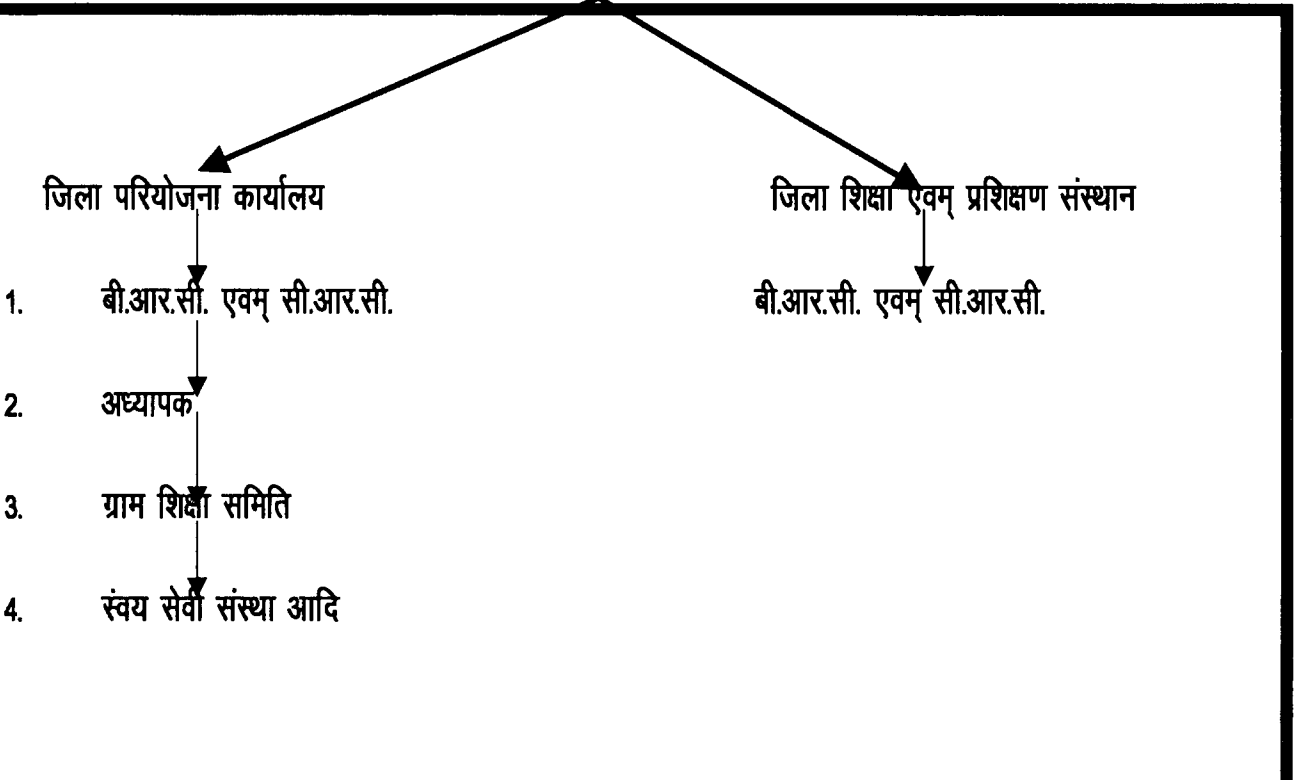 जिला परियोजना कार्यालय
जिला शिक्षा एवम् प्रशिक्षण संस्थान
1. बी.आर.सी. एवम् सी.आर.सी.
बी.आर.सी. एवम् सी.आर.सी.
2. अध्यापक
3. ग्राम शिक्षा समिति
4. स्ंवय सेवी संस्था आदि